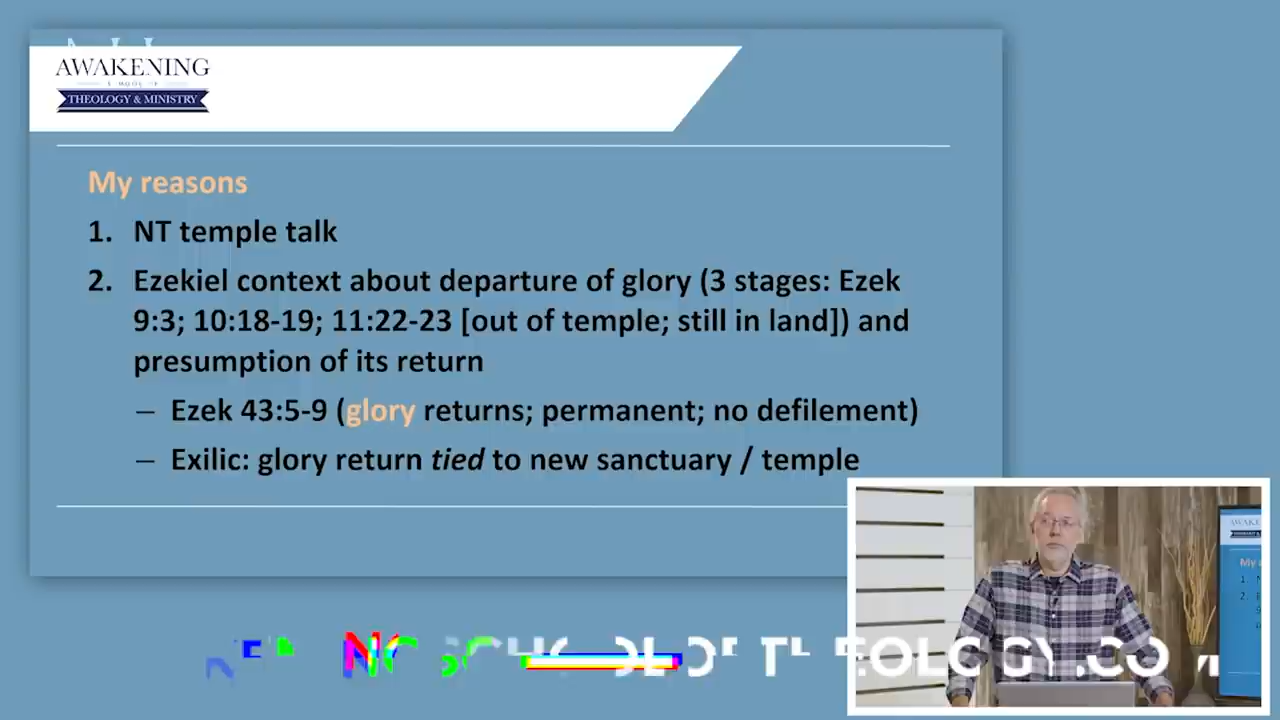 AWAKENING
THEOLOGY & MINISTRY
My reasons
1. NT temple talk
2. Ezekiel context about departure of glory (3 stages: Ezek
9:3; 10:18-19; 11:22-23 [out of temple; still in land]) and
presumption of its return
– Ezek 43:5-9 (glory returns; permanent; no defilement)
– Exilic: glory return tied to new sanctuary / temple